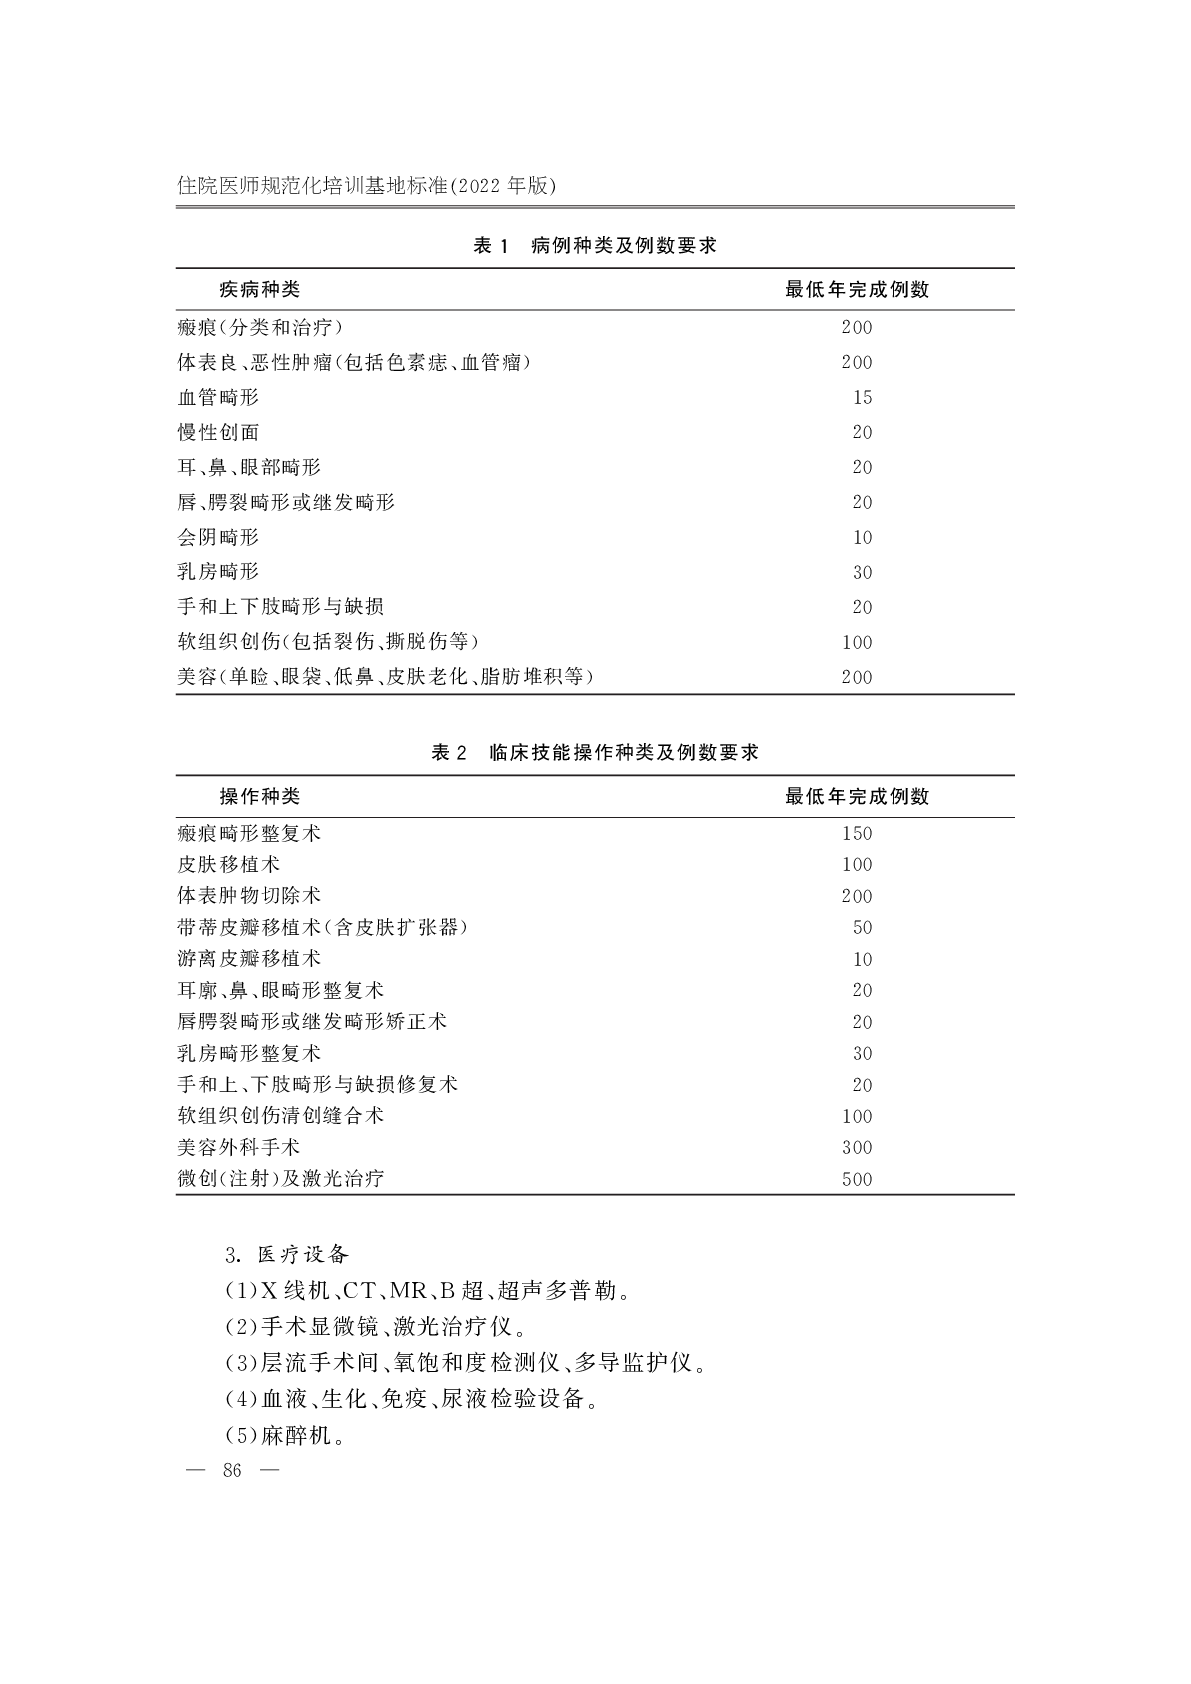 住院医师规范化培训基地标准(2022 年版)
表 1 病例种类及例数要求
疾病种类 最低年完成例数
瘢痕(分类和治疗) 200
体表良、恶性肿瘤(包括色素痣、血管瘤) 200
血管畸形 15
慢性创面 20
耳、鼻、眼部畸形 20
唇、腭裂畸形或继发畸形 20
会阴畸形 10
乳房畸形 30
手和上下肢畸形与缺损 20
软组织创伤(包括裂伤、撕脱伤等) 100
美容(单睑、眼袋、低鼻、皮肤老化、脂肪堆积等) 200
表 2 临床技能操作种类及例数要求
操作种类 最低年完成例数
瘢痕畸形整复术 150
皮肤移植术 100
体表肿物切除术 200
带蒂皮瓣移植术(含皮肤扩张器) 50
游离皮瓣移植术 10
耳廓、鼻、眼畸形整复术 20
唇腭裂畸形或继发畸形矫正术 20
乳房畸形整复术 30
手和上、下肢畸形与缺损修复术 20
软组织创伤清创缝合术 100
美容外科手术 300
微创(注射)及激光治疗 500
3. 医疗设备
(1)X 线机、CT、MR、B 超、超声多普勒。
(2)手术显微镜、激光治疗仪。
(3)层流手术间、氧饱和度检测仪、多导监护仪。
(4)血液、生化、免疫、尿液检验设备。
(5)麻醉机。
— 86 —